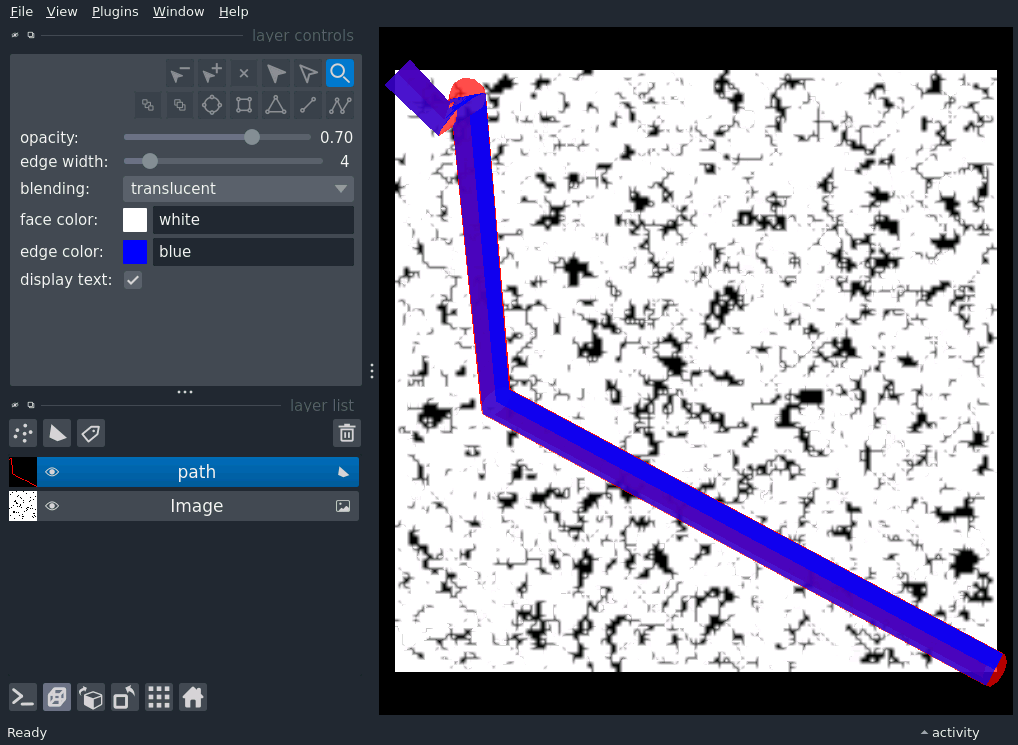 File View Plugins Window Help
layer controls
opacity: 0.70
edge width: 4
blending: translucent
face color: white
edge color: blue
display text:
layer list
path
Image
Ready activity